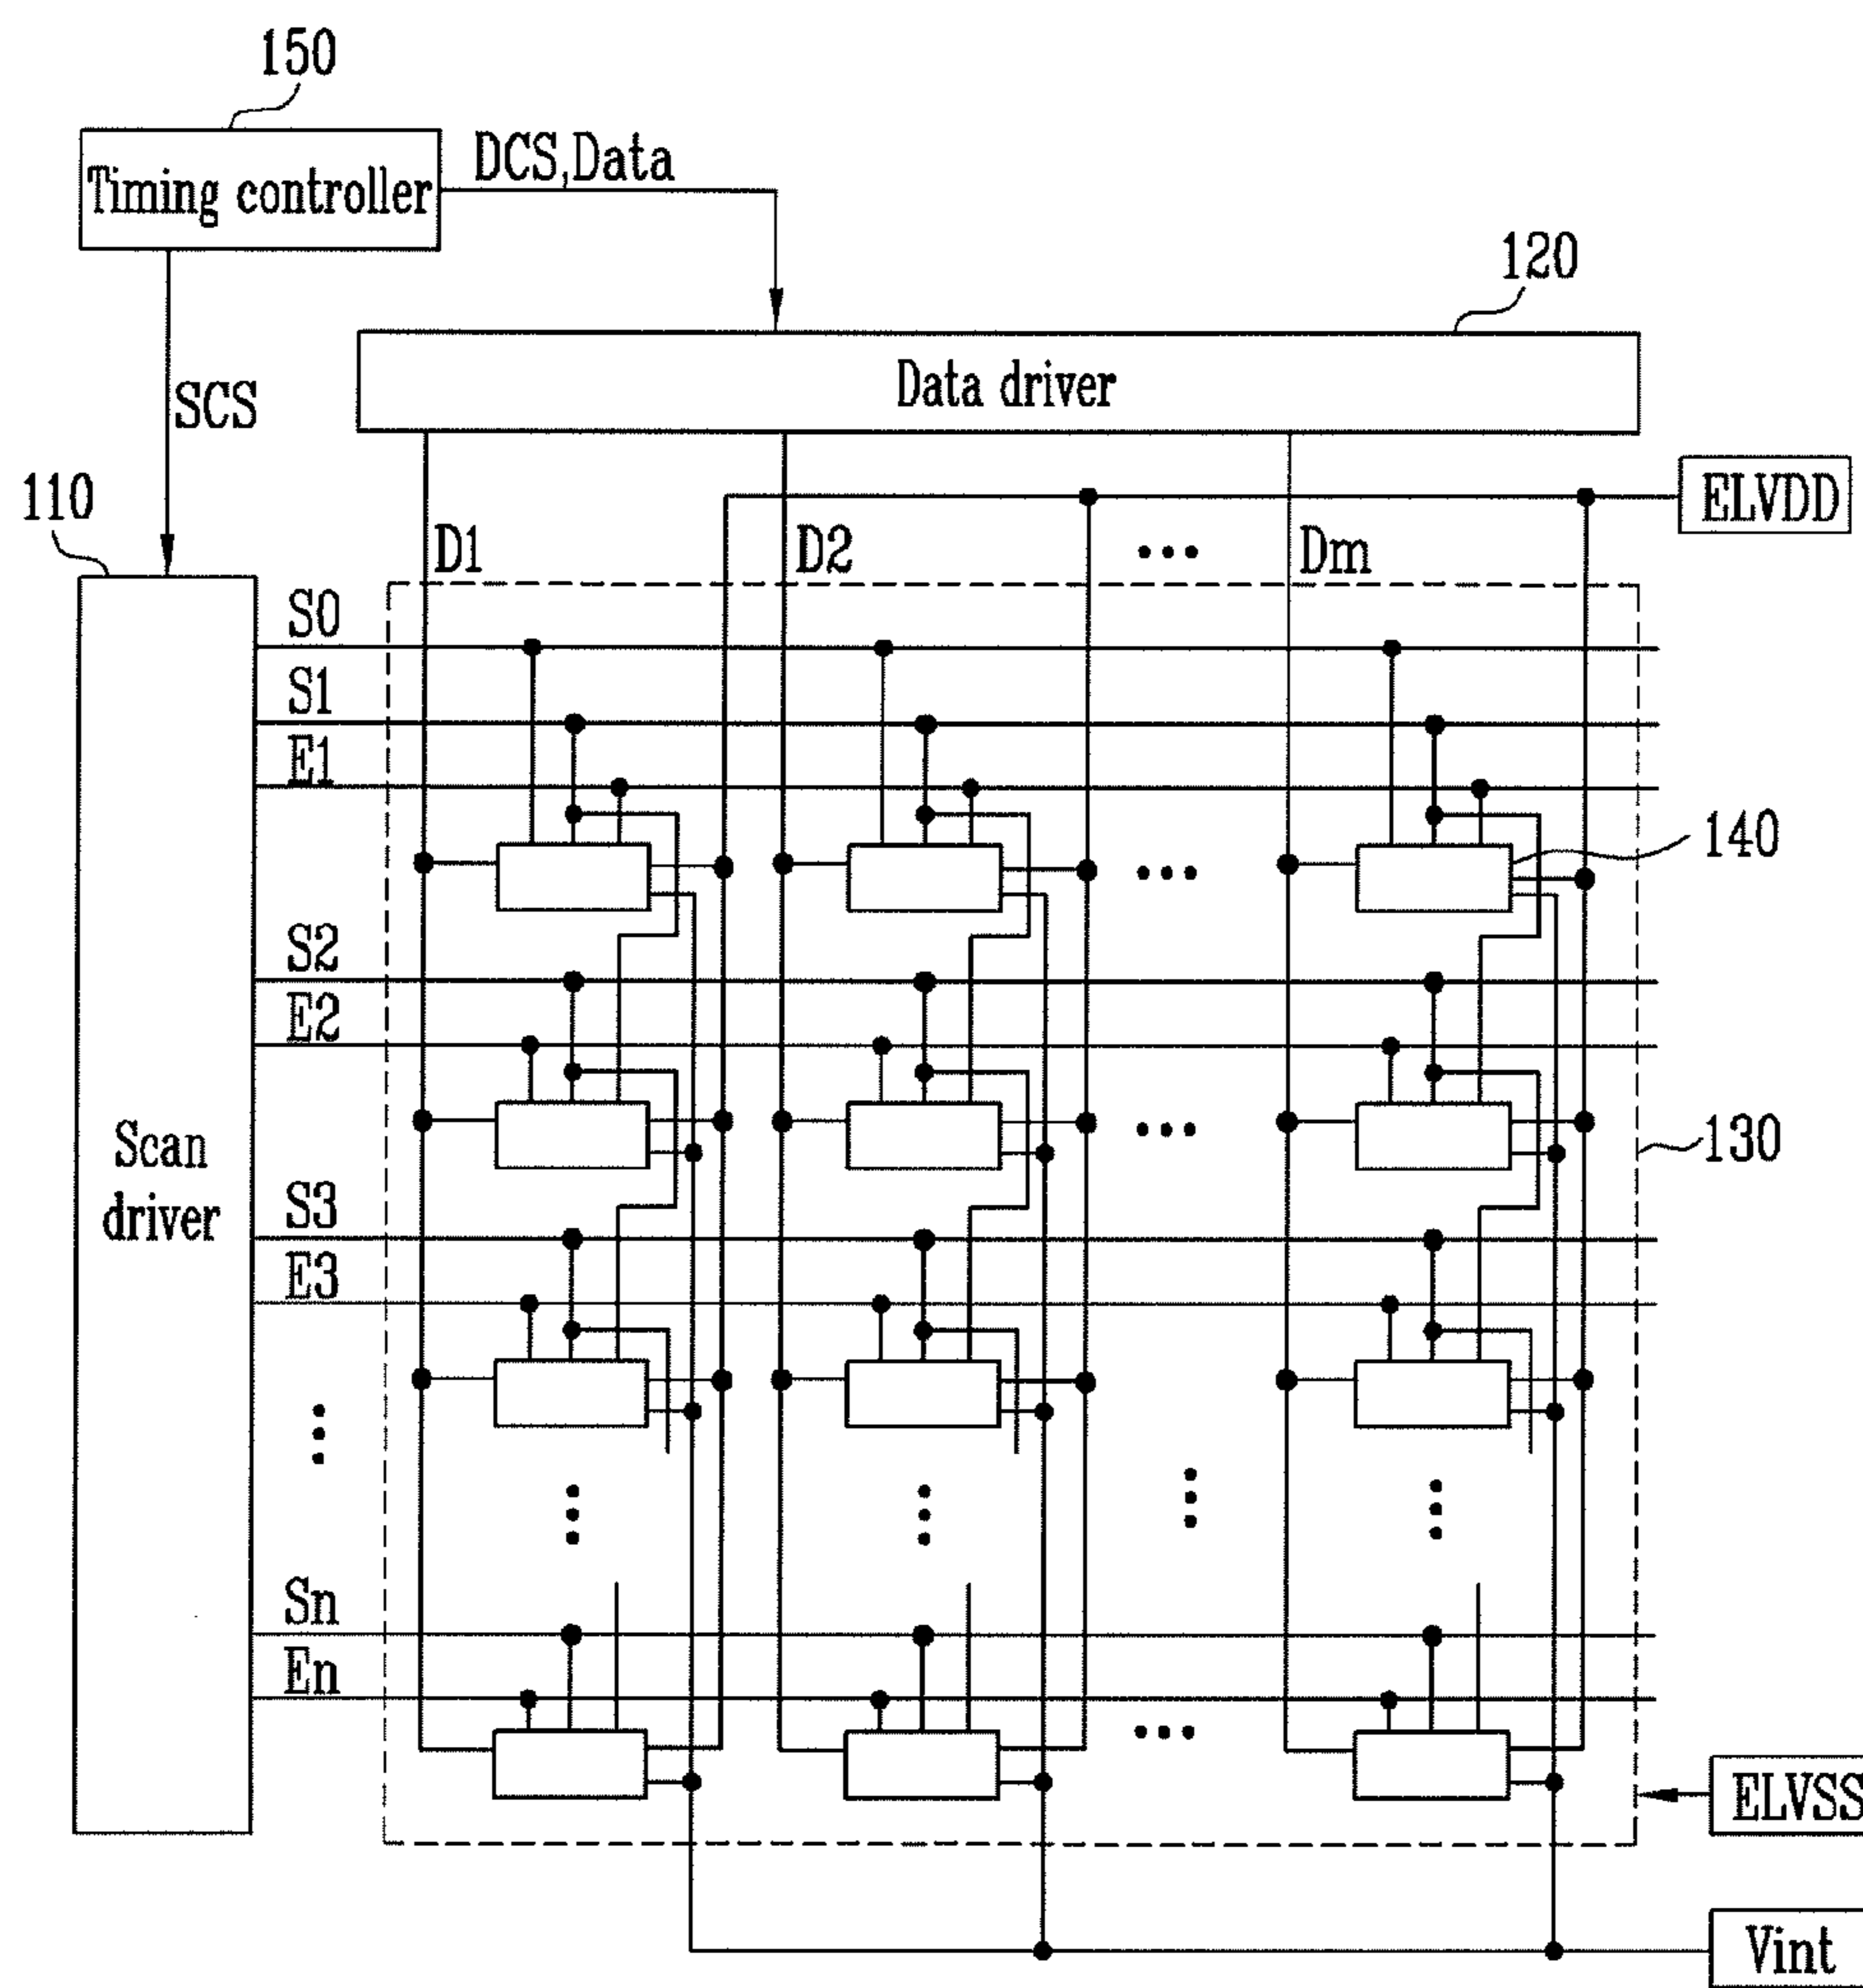 150
Timing controller
DCS,Data
120
Data driver
SCS
110
ELVDD
D1
D2
Dm
S0
S1
E1
140
S2
E2
130
Scan
driver
S3
E3
Sn
En
ELVSS
Vint